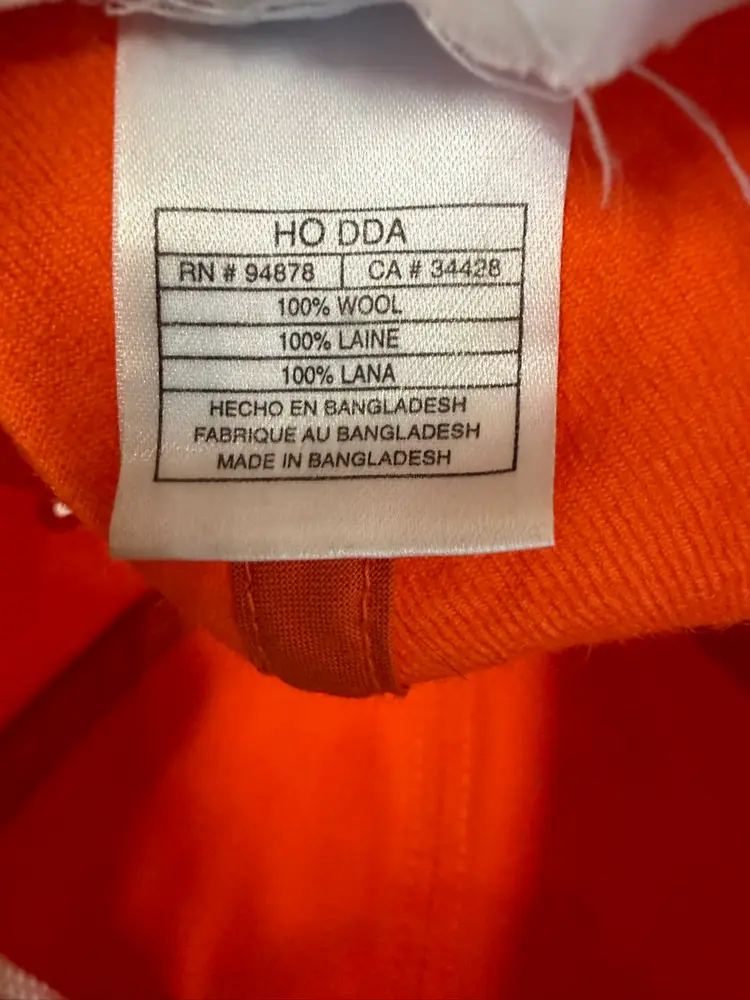 HO DDA
RN # 94878 CA # 34428
100% WOOL
100% LAINE
100% LANA
HECHO EN BANGLADESH
FABRIQUE AU BANGLADESH
MADE IN BANGLADESH